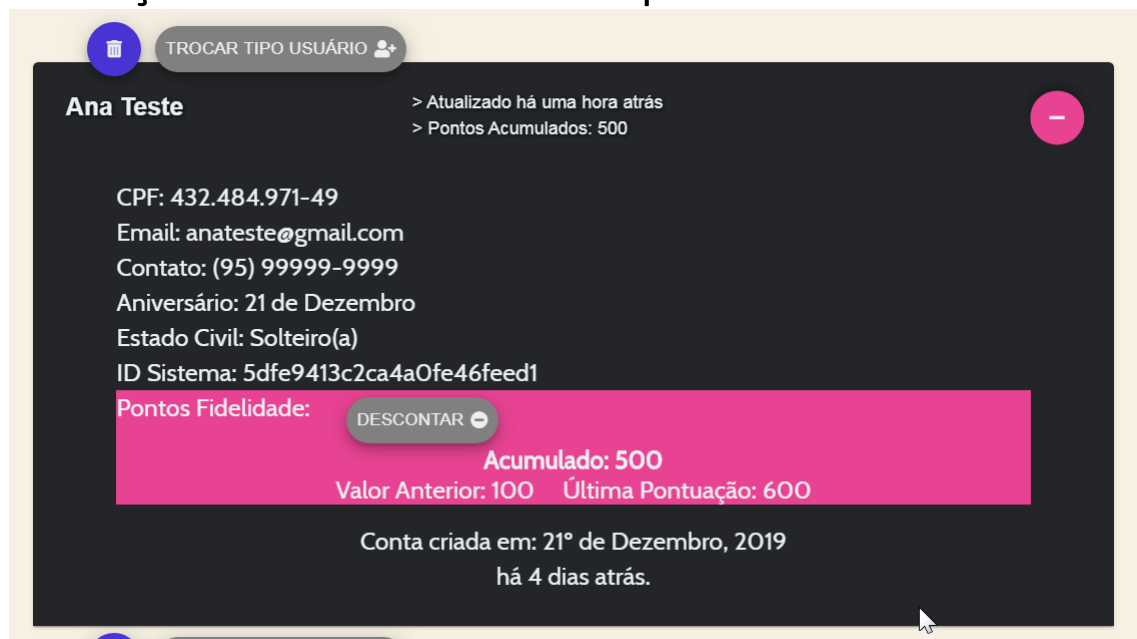 TROCAR TIPO USUÁRIO
Ana Teste
> Atualizado há uma hora atrás
> Pontos Acumulados: 500
CPF: 432.484.971-49
Email: anateste@gmail.com
Contato: (95) 99999-9999
Aniversário: 21 de Dezembro
Estado Civil: Solteiro(a)
ID Sistema: 5dfe9413c2ca4a0fe46feed1
Pontos Fidelidade: DESCONTAR
Acumulado: 500
Valor Anterior: 100 Última Pontuação: 600
Conta criada em: 21º de Dezembro, 2019
há 4 dias atrás.